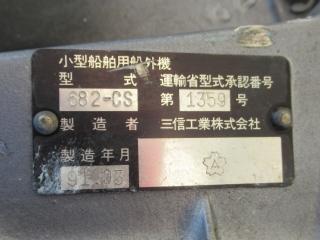 小型船舶用船外機
型式 運輸省型式承認番号
682-CS 第 1359 号
製造者 三信工業株式会社
製造年月
91.03